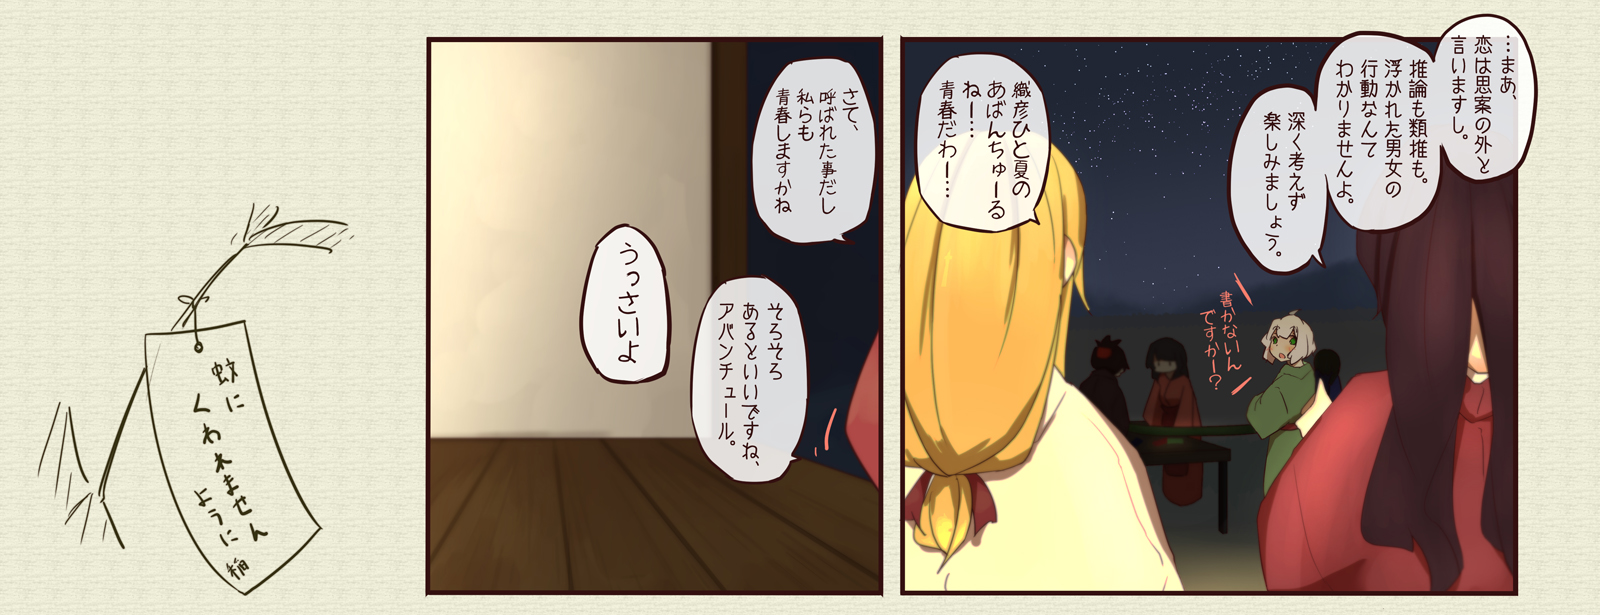 …まあ、
恋は思案の外と
言いますし。
推論も類推も。
浮かれた男女の
行動なんて
わかりませんよ。
深く考えず
楽しみましょう。
書かないん
ですかー?
織彦ひと夏の
あばんちゅーる
ねー…
青春だわー…
さて、
呼ばれた事だし
私らも
青春しますかね
そろそろ
あるといいですね、
アバンチュール。
うっさいよ
蚊に
くわれません
ように
稲